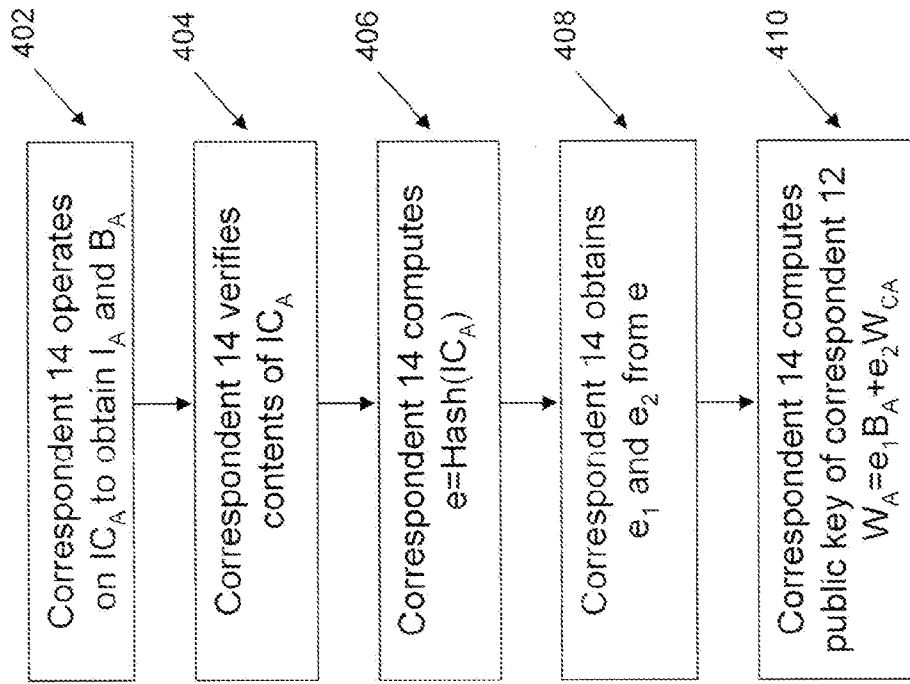 402
Correspondent 14 operates
on IC_A to obtain I_A and B_A
404
Correspondent 14 verifies
contents of IC_A
406
Correspondent 14 computes
e=Hash(IC_A)
408
Correspondent 14 obtains
e_1 and e_2 from e
410
Correspondent 14 computes
public key of correspondent 12
W_A=e_1B_A+e_2W_CA